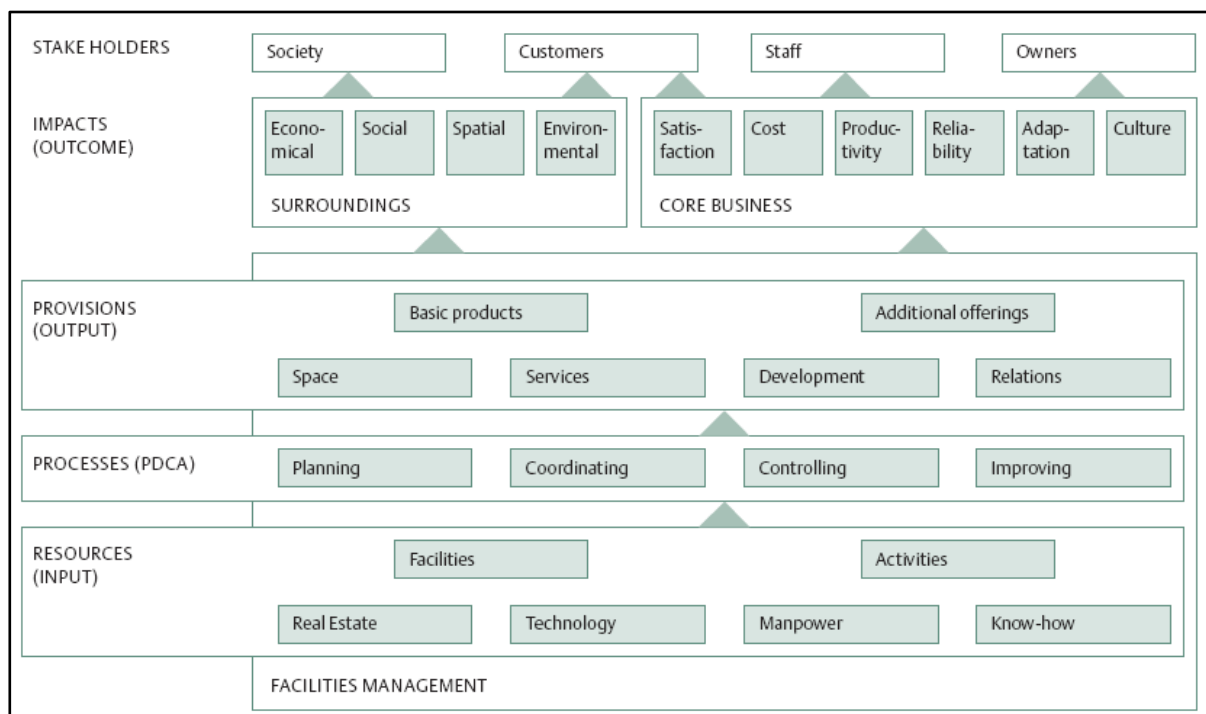 STAKE HOLDERS
Society
Customers
Staff
Owners
IMPACTS
(OUTCOME)
Econo-
mical
Social
Spatial
Environ-
mental
Satis-
faction
Cost
Produc-
tivity
Relia-
bility
Adap-
tation
Culture
SURROUNDINGS
CORE BUSINESS
PROVISIONS
(OUTPUT)
Basic products
Additional offerings
Space
Services
Development
Relations
PROCESSES (PDCA)
Planning
Coordinating
Controlling
Improving
RESOURCES
(INPUT)
Facilities
Activities
Real Estate
Technology
Manpower
Know-how
FACILITIES MANAGEMENT